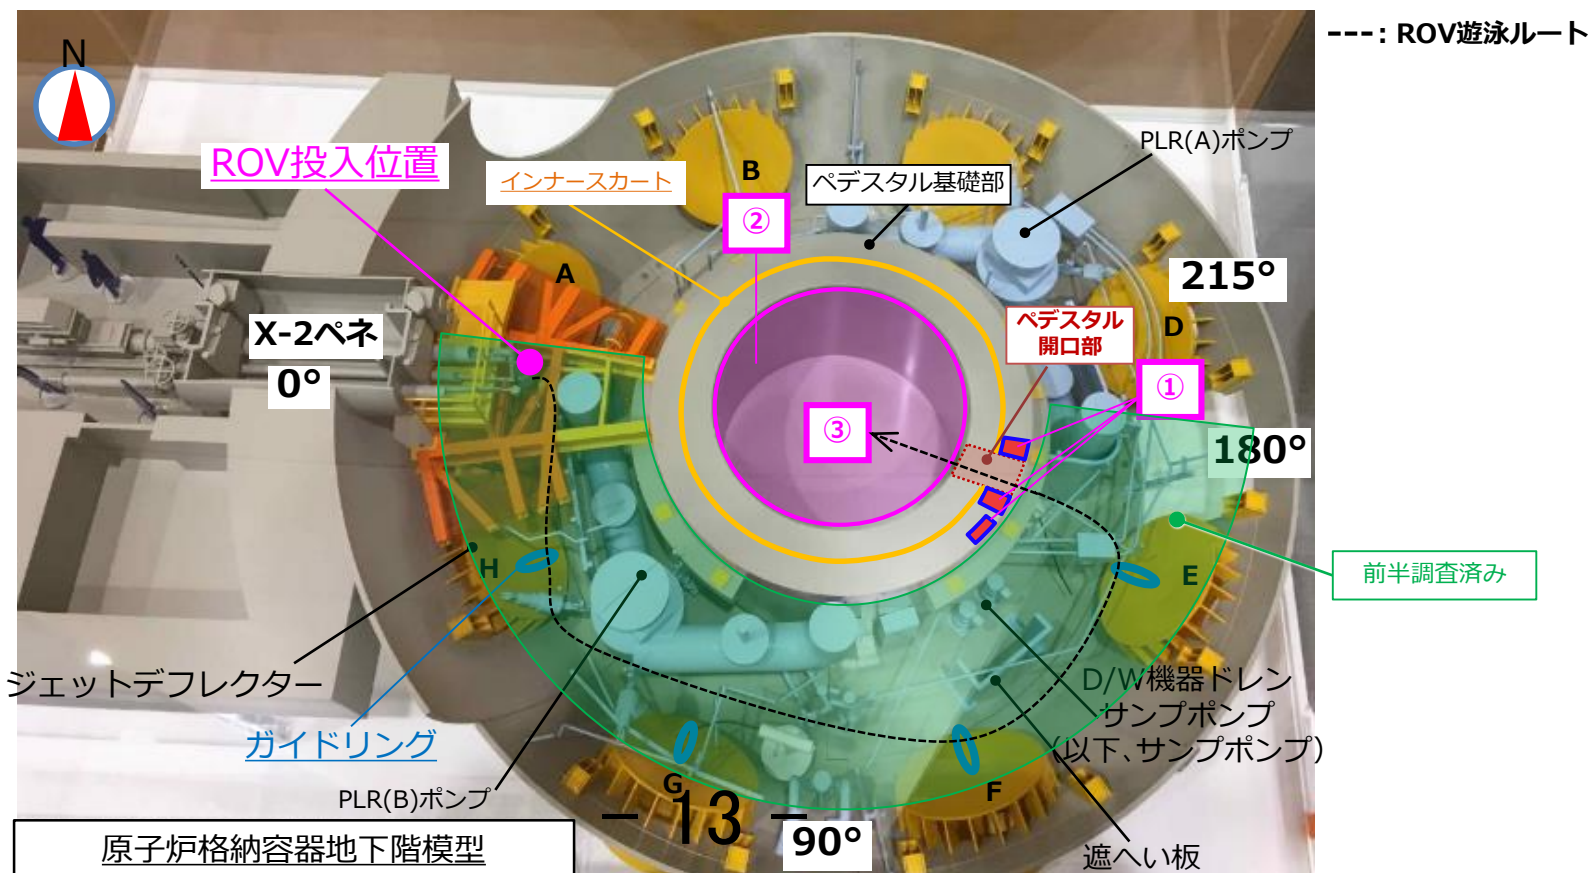 ---: ROV遊泳ルート
N
PLR(A)ポンプ
ROV投入位置
インナースカート
B
ペデスタル基礎部
②
A
215°
ペデスタル
開口部
D
X-2ペネ
0°
①
③
180°
H
E
前半調査済み
ジェットデフレクター
D/W機器ドレン
サンプポンプ
(以下、サンプポンプ)
ガイドリング
G
F
PLR(B)ポンプ
- 13 -
90°
原子炉格納容器地下階模型
遮へい板